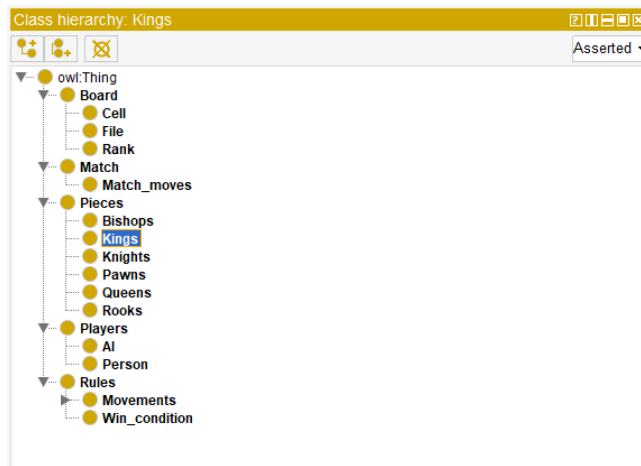 Class hierarchy: Kings
Asserted
owl:Thing
Board
Cell
File
Rank
Match
Match_moves
Pieces
Bishops
Kings
Knights
Pawns
Queens
Rooks
Players
AI
Person
Rules
Movements
Win_condition